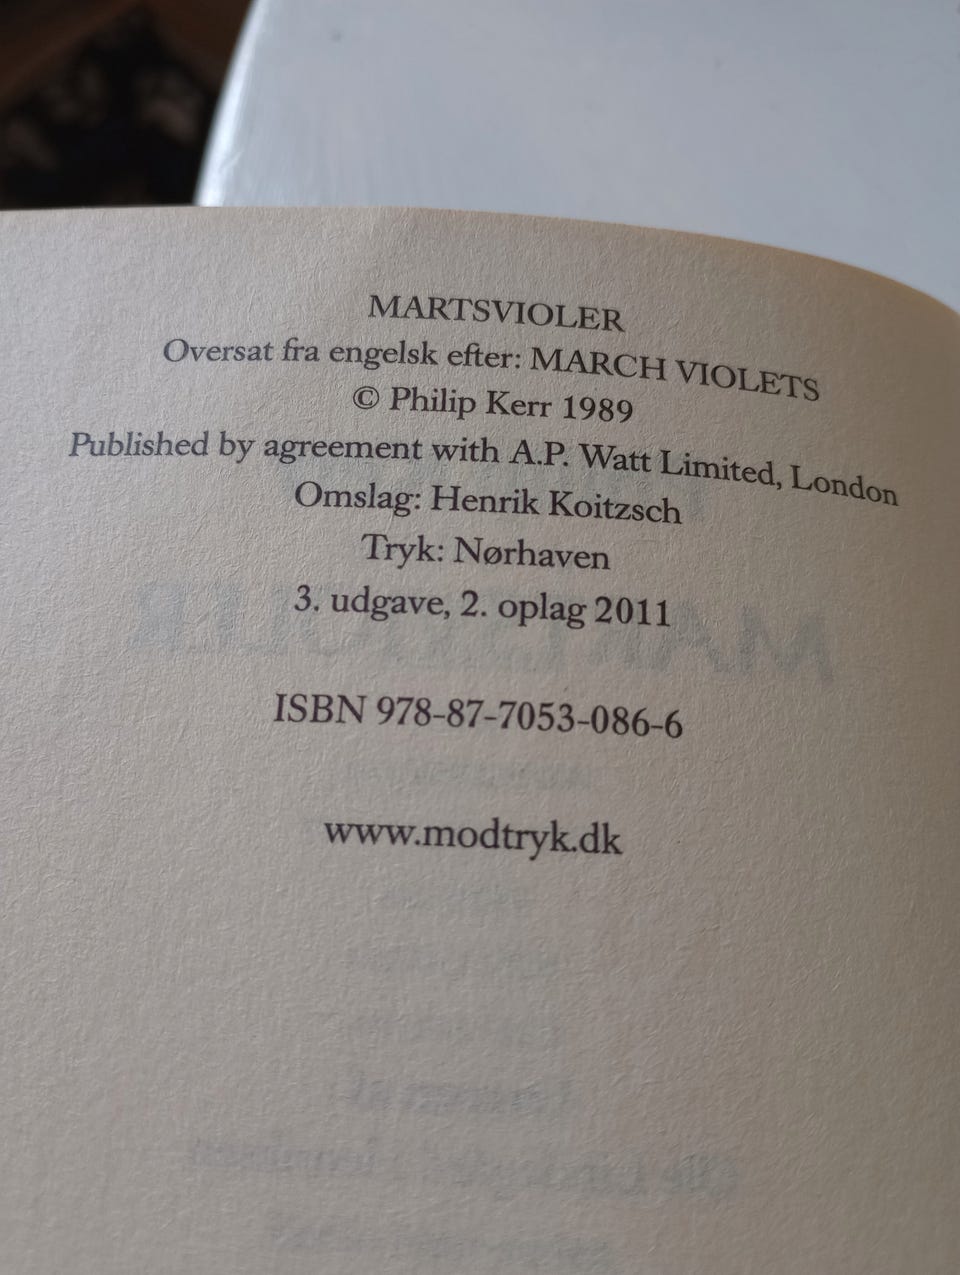 MARTSVIOLER
Oversat fra engelsk efter: MARCH VIOLETS
© Philip Kerr 1989
Published by agreement with A.P. Watt Limited, London
Omslag: Henrik Koitzsch
Tryk: Nørhaven
3. udgave, 2. oplag 2011
ISBN 978-87-7053-086-6
www.modtryk.dk